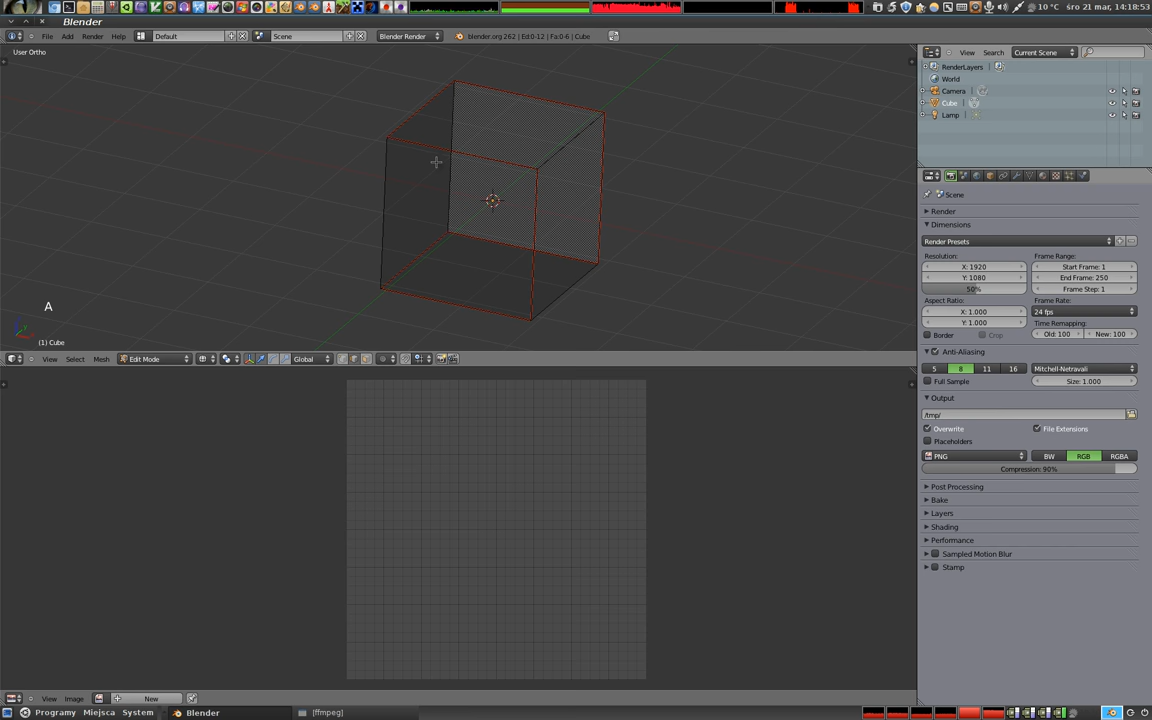 10 °C śro 21 mar, 14:18:53
Blender
File Add Render Help Default Scene Blender Render blender.org 262 | Ed:0-12 | Fa:0-6 | Cube
User Ortho
A
(1) Cube
View Select Mesh Edit Mode Global
View Image New
View Search Current Scene
RenderLayers
World
Camera
Cube
Lamp
Scene
Render
Dimensions
Render Presets
Resolution: Frame Range:
X: 1920 Start Frame: 1
Y: 1080 End Frame: 250
50% Frame Step: 1
Aspect Ratio: Frame Rate:
X: 1.000 24 fps
Y: 1.000 Time Remapping:
Border Crop Old: 100 New: 100
Anti-Aliasing
5 8 11 16 Mitchell-Netravali
Full Sample Size: 1.000
Output
/tmp/
Overwrite File Extensions
Placeholders
PNG BW RGB RGBA
Compression: 90%
Post Processing
Bake
Layers
Shading
Performance
Sampled Motion Blur
Stamp
Programy Miejsca System Blender [ffmpeg]